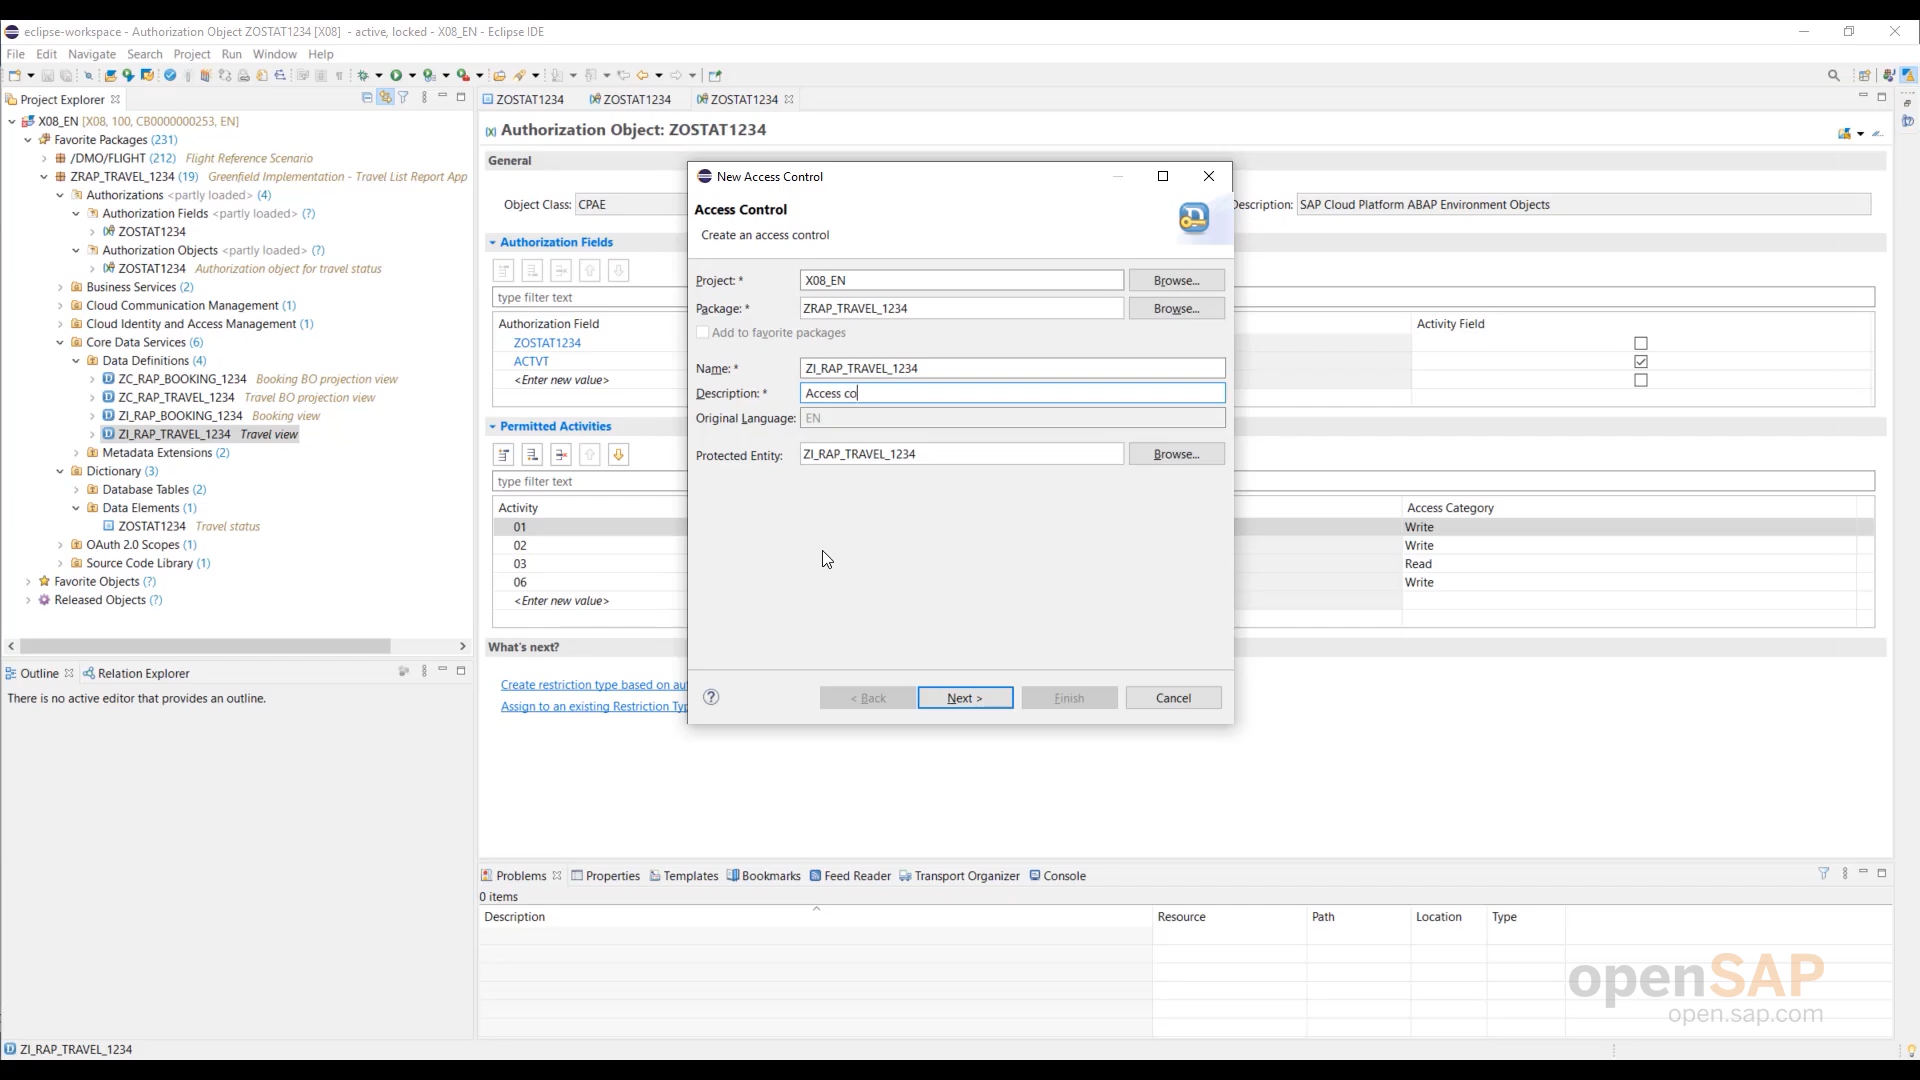 eclipse-workspace - Authorization Object ZOSTAT1234 [X08] - active, locked - X08_EN - Eclipse IDE
File Edit Navigate Search Project Run Window Help
Project Explorer
X08_EN [X08, 100, CB0000000253, EN]
Favorite Packages (231)
/DMO/FLIGHT (212) Flight Reference Scenario
ZRAP_TRAVEL_1234 (19) Greenfield Implementation - Travel List Report App
Authorizations <partly loaded> (4)
Authorization Fields <partly loaded> (?)
ZOSTAT1234
Authorization Objects <partly loaded> (?)
ZOSTAT1234 Authorization object for travel status
Business Services (2)
Cloud Communication Management (1)
Cloud Identity and Access Management (1)
Core Data Services (6)
Data Definitions (4)
ZC_RAP_BOOKING_1234 Booking BO projection view
ZC_RAP_TRAVEL_1234 Travel BO projection view
ZI_RAP_BOOKING_1234 Booking view
ZI_RAP_TRAVEL_1234 Travel view
Metadata Extensions (2)
Dictionary (3)
Database Tables (2)
Data Elements (1)
ZOSTAT1234 Travel status
OAuth 2.0 Scopes (1)
Source Code Library (1)
Favorite Objects (?)
Released Objects (?)
Outline Relation Explorer
There is no active editor that provides an outline.
ZOSTAT1234 ZOSTAT1234 ZOSTAT1234
Authorization Object: ZOSTAT1234
General
Object Class: CPAE
Description: SAP Cloud Platform ABAP Environment Objects
Authorization Fields
type filter text
Authorization Field Activity Field
ZOSTAT1234
ACTVT
<Enter new value>
Permitted Activities
type filter text
Activity Access Category
01 Write
02 Write
03 Read
06 Write
<Enter new value>
What's next?
Create restriction type based on au
Assign to an existing Restriction Typ
New Access Control
Access Control
Create an access control
Project: * X08_EN Browse...
Package: * ZRAP_TRAVEL_1234 Browse...
Add to favorite packages
Name: * ZI_RAP_TRAVEL_1234
Description: * Access co
Original Language: EN
Protected Entity: ZI_RAP_TRAVEL_1234 Browse...
< Back Next > Finish Cancel
Problems Properties Templates Bookmarks Feed Reader Transport Organizer Console
0 items
Description Resource Path Location Type
openSAP
open.sap.com
ZI_RAP_TRAVEL_1234